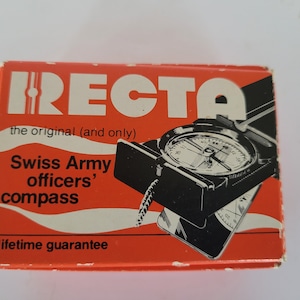 RECTA
the original (and only)
Swiss Army
officers'
compass
lifetime guarantee